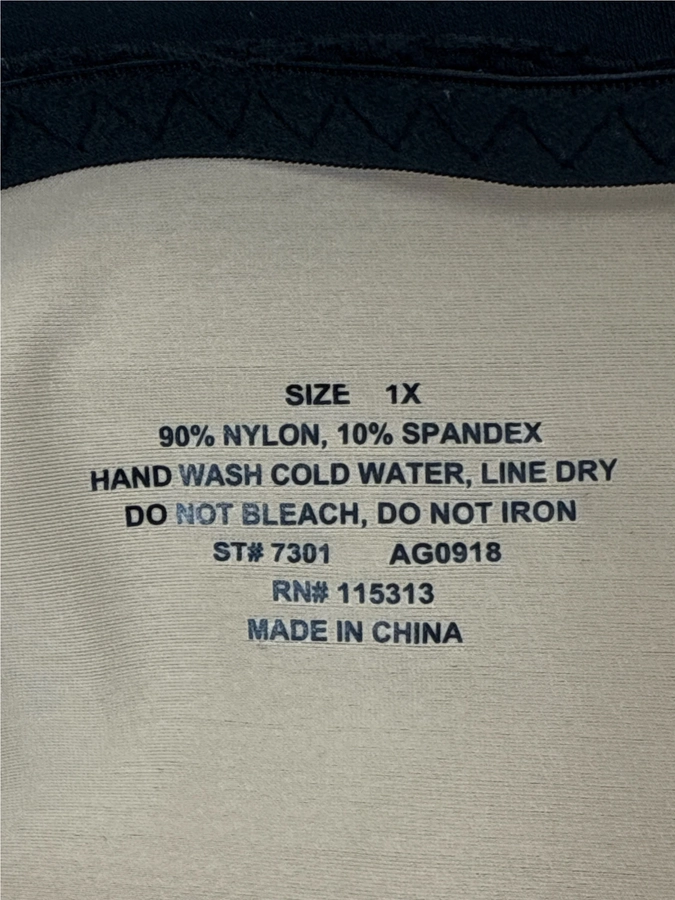 SIZE 1X
90% NYLON, 10% SPANDEX
HAND WASH COLD WATER, LINE DRY
DO NOT BLEACH, DO NOT IRON
ST# 7301 AG0918
RN# 115313
MADE IN CHINA